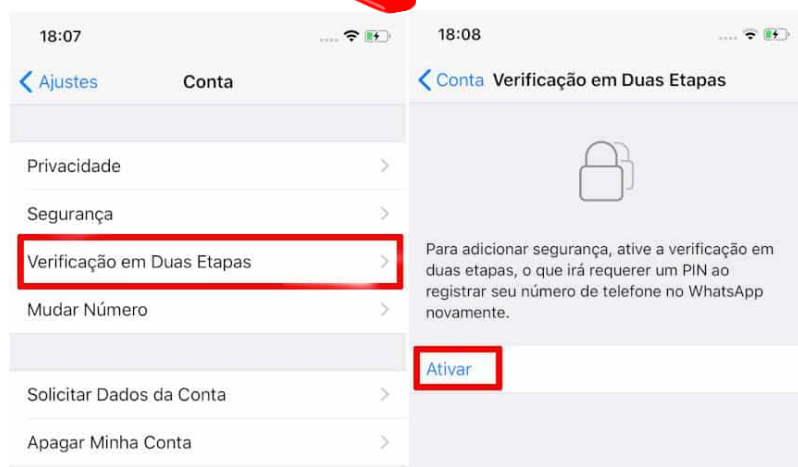 18:07
Ajustes
Conta
Privacidade
Segurança
Verificação em Duas Etapas
Mudar Número
Solicitar Dados da Conta
Apagar Minha Conta
18:08
Conta
Verificação em Duas Etapas
Para adicionar segurança, ative a verificação em
duas etapas, o que irá requerer um PIN ao
registrar seu número de telefone no WhatsApp
novamente.
Ativar